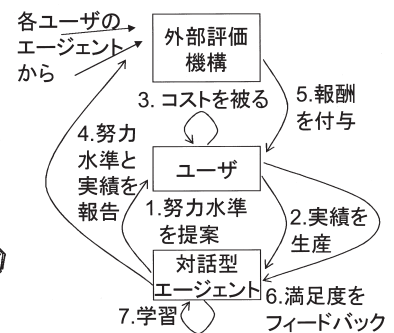 各ユーザの
エージェント
から
外部評価
機構
3. コストを被る
5.報酬
を付与
4.努力
水準と
実績を
報告
ユーザ
1.努力水準
を提案
2.実績を
生産
対話型
エージェント
6.満足度を
フィードバック
7.学習